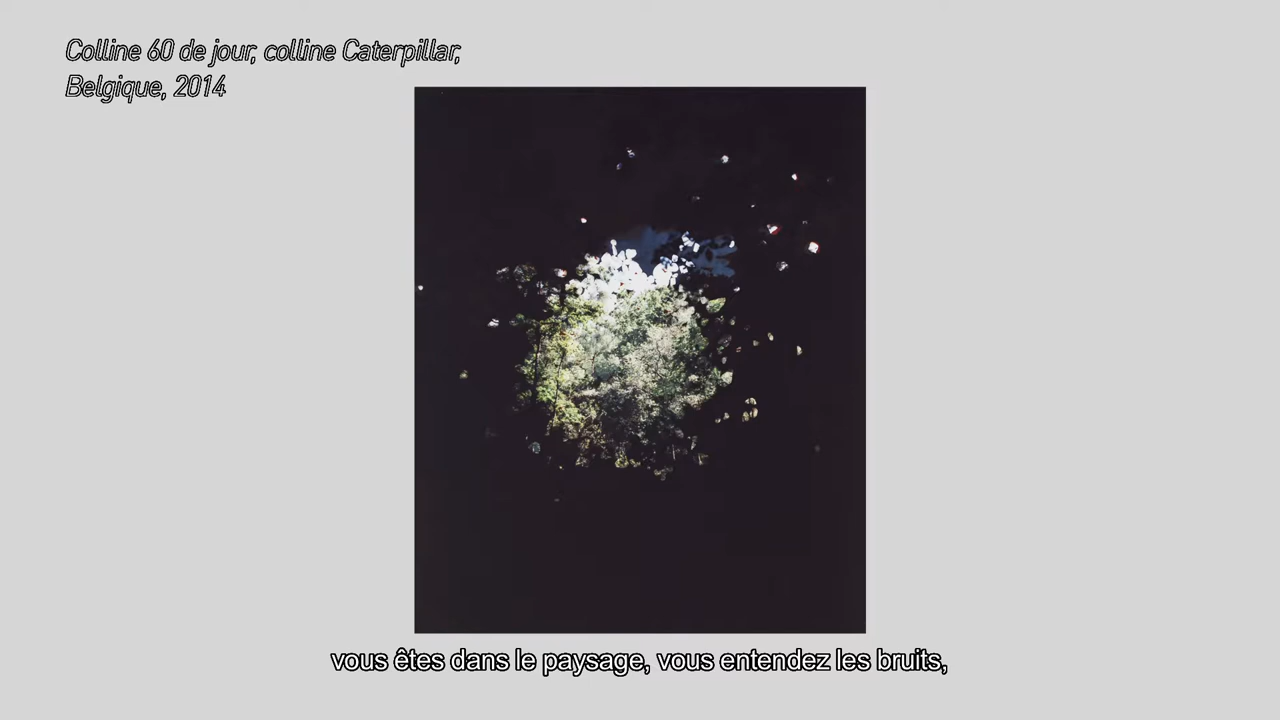 Colline 60 de jour, colline Caterpillar,
Belgique, 2014
vous êtes dans le paysage, vous entendez les bruits,